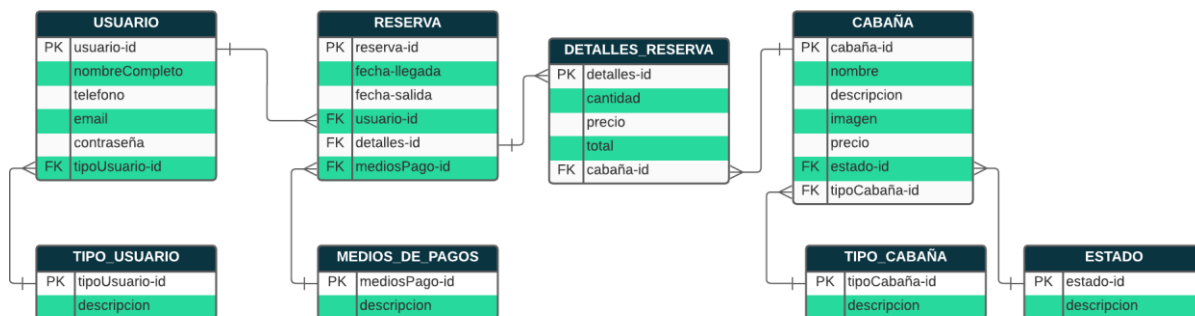 USUARIO
PK usuario-id
nombreCompleto
telefono
email
contraseña
FK tipoUsuario-id
RESERVA
PK reserva-id
fecha-llegada
fecha-salida
FK usuario-id
FK detalles-id
FK mediosPago-id
DETALLES_RESERVA
PK detalles-id
cantidad
precio
total
FK cabaña-id
CABAÑA
PK cabaña-id
nombre
descripcion
imagen
precio
FK estado-id
FK tipoCabaña-id
TIPO_USUARIO
PK tipoUsuario-id
descripcion
MEDIOS_DE_PAGOS
PK mediosPago-id
descripcion
TIPO_CABAÑA
PK tipoCabaña-id
descripcion
ESTADO
PK estado-id
descripcion